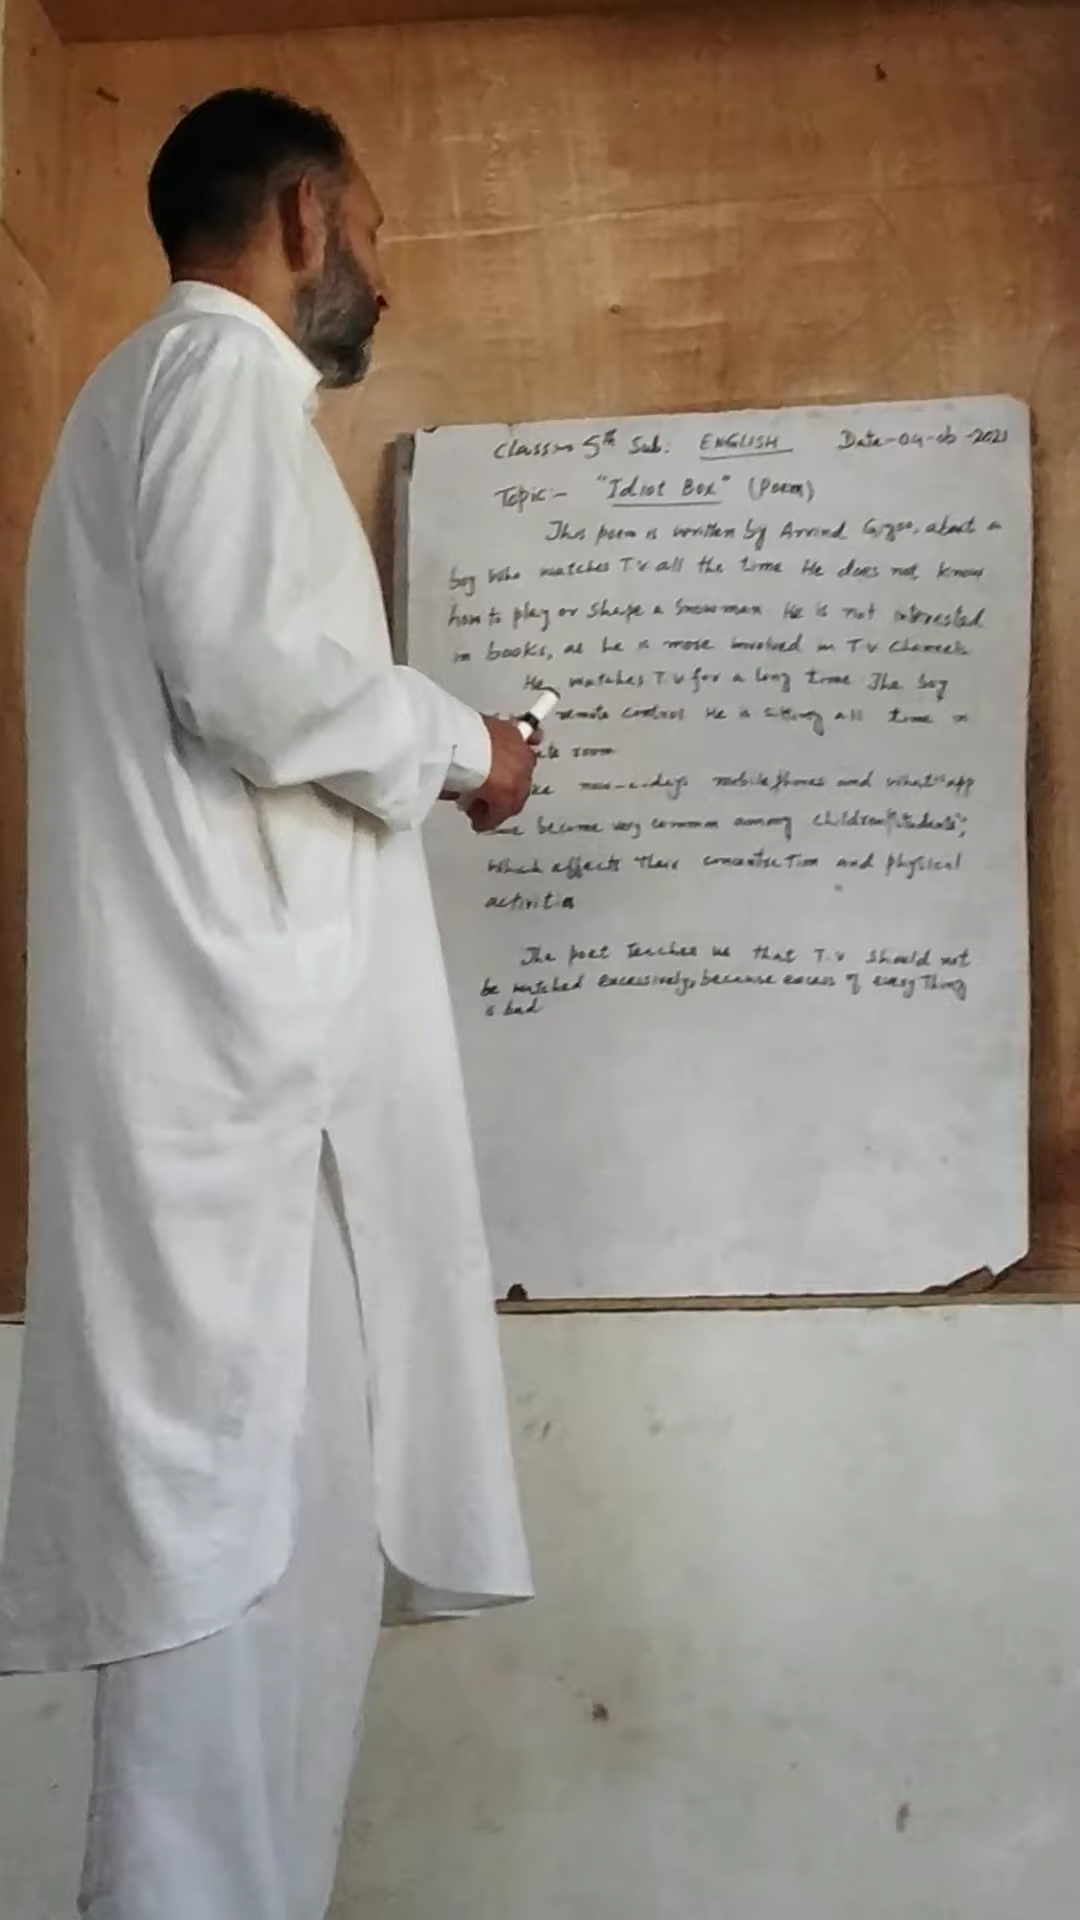 Class:- 5th Sub. ENGLISH Date-04-06-2021
Topic:- "Idiot Box" (Poem)
This poem is written by Arvind about a
boy who watches T.V all the time He does not know
how to play or shape a snowman He is not interested
in books, as he is more involved in T.V Channels
He watches T.V for a long time The boy
remote control He is sitting all time in
room
now-a-days mobile phones and what's app
become very common among children "students",
which affects their concentration and physical
activities
The poet teaches us that T.V should not
be watched excessively, because excess of every thing
is bad